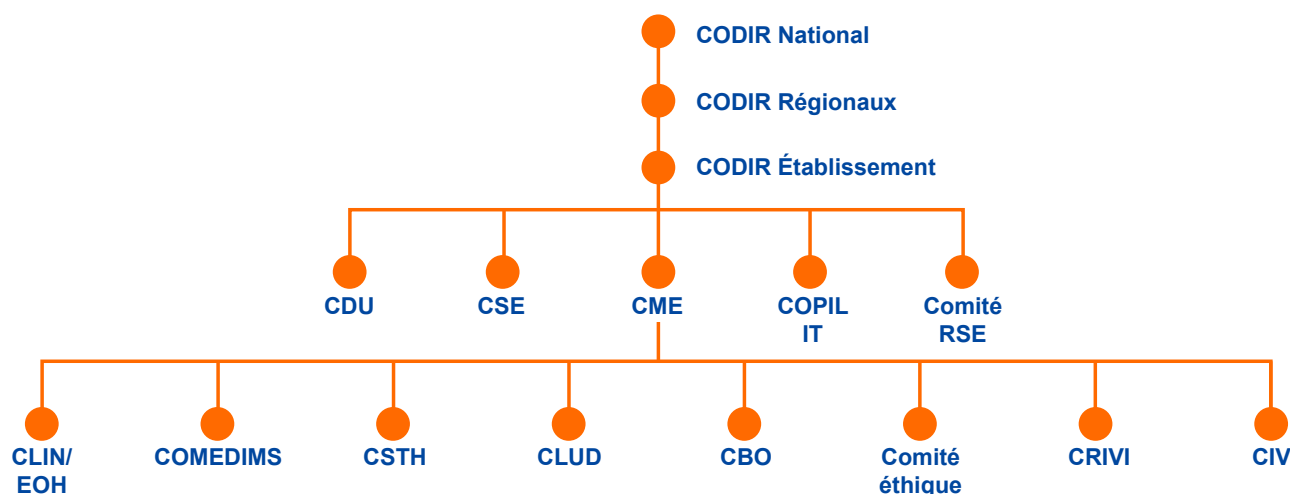 CODIR National
CODIR Régionaux
CODIR Établissement
CDU
CSE
CME
COPIL
IT
Comité
RSE
CLIN/
EOH
COMEDIMS
CSTH
CLUD
CBO
Comité
éthique
CRIVI
CIV